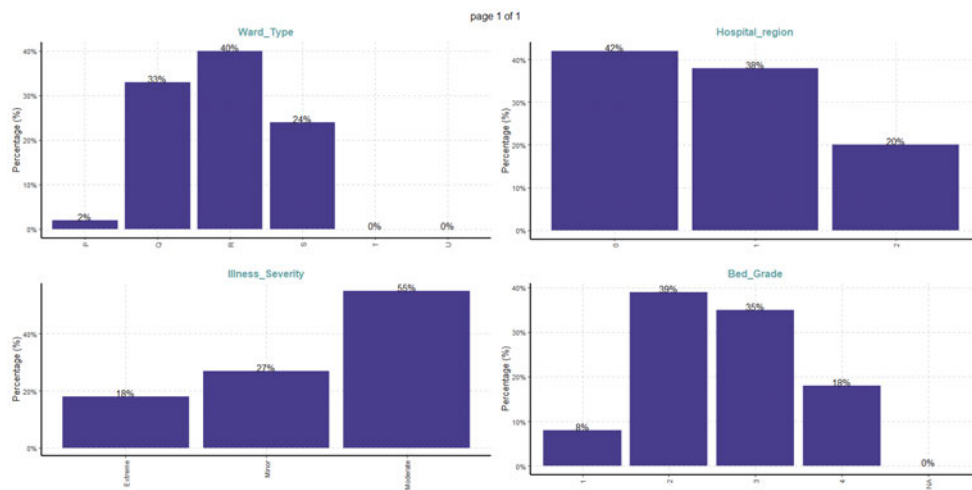 page 1 of 1
Ward_Type
Percentage (%)
40%
30%
20%
10%
0%
2%
33%
40%
24%
0%
0%
P
Q
R
S
T
U
Hospital_region
Percentage (%)
40%
30%
20%
10%
0%
42%
38%
20%
0
1
2
Illness_Severity
Percentage (%)
40%
20%
0%
18%
27%
55%
Extreme
Minor
Moderate
Bed_Grade
Percentage (%)
40%
30%
20%
10%
0%
8%
39%
35%
18%
0%
1
2
3
4
NA